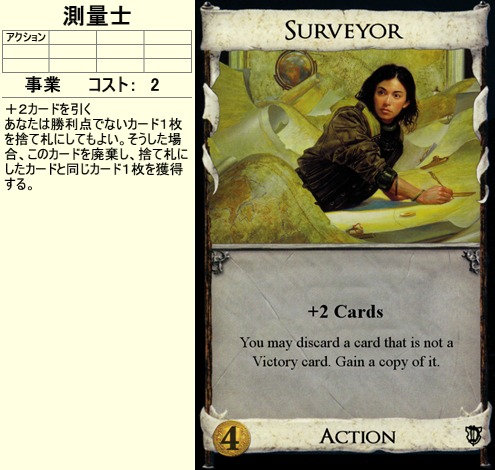 測量士
アクション
事業 コスト： 2
＋２カードを引く
あなたは勝利点でないカード１枚
を捨て札にしてもよい。そうした場
合、このカードを廃棄し、捨て札に
したカードと同じカード１枚を獲得
する。
SURVEYOR
+2 Cards
You may discard a card that is not a
Victory card. Gain a copy of it.
4
ACTION